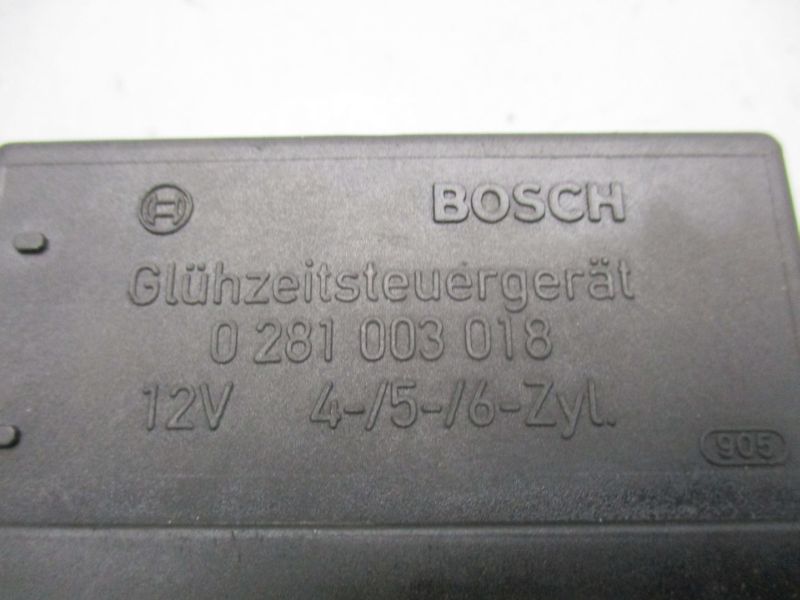 BOSCH
Glühzeitsteuergerät
0 281 003 018
12V 4-/5-/6-Zyl.
905